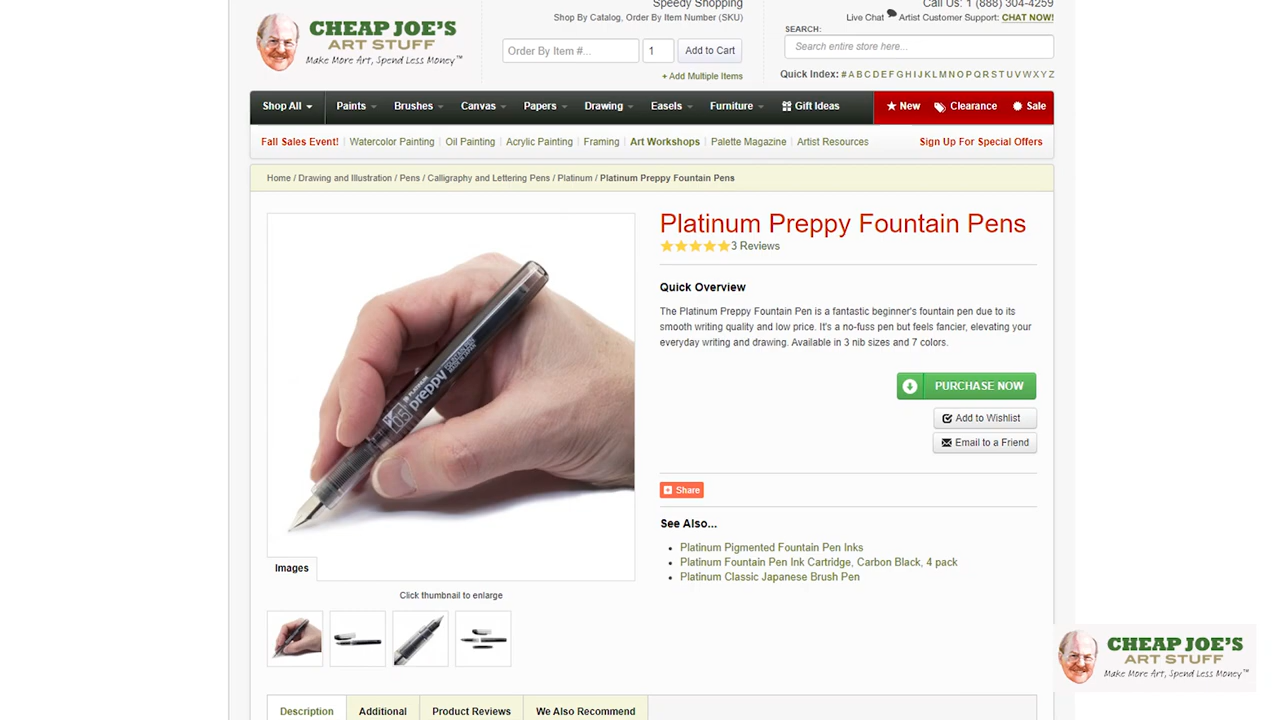 Speedy Shopping
Shop By Catalog, Order By Item Number (SKU)
Order By Item #...
1
Add to Cart
+ Add Multiple Items
Call Us: 1 (888) 304-4259
Live Chat Artist Customer Support: CHAT NOW!
SEARCH:
Search entire store here...
Quick Index: # A B C D E F G H I J K L M N O P Q R S T U V W X Y Z
CHEAP JOE'S
ART STUFF
Make More Art, Spend Less Money™
Shop All Paints Brushes Canvas Papers Drawing Easels Furniture Gift Ideas New Clearance Sale
Fall Sales Event! Watercolor Painting Oil Painting Acrylic Painting Framing Art Workshops Palette Magazine Artist Resources Sign Up For Special Offers
Home / Drawing and Illustration / Pens / Calligraphy and Lettering Pens / Platinum / Platinum Preppy Fountain Pens
PLATINUM
preppy
FOUNTAIN PEN
MADE IN JAPAN
05
Images
Click thumbnail to enlarge
Platinum Preppy Fountain Pens
3 Reviews
Quick Overview
The Platinum Preppy Fountain Pen is a fantastic beginner's fountain pen due to its
smooth writing quality and low price. It's a no-fuss pen but feels fancier, elevating your
everyday writing and drawing. Available in 3 nib sizes and 7 colors.
PURCHASE NOW
Add to Wishlist
Email to a Friend
Share
See Also...
Platinum Pigmented Fountain Pen Inks
Platinum Fountain Pen Ink Cartridge, Carbon Black, 4 pack
Platinum Classic Japanese Brush Pen
CHEAP JOE'S
ART STUFF
Make More Art, Spend Less Money™
Description Additional Product Reviews We Also Recommend